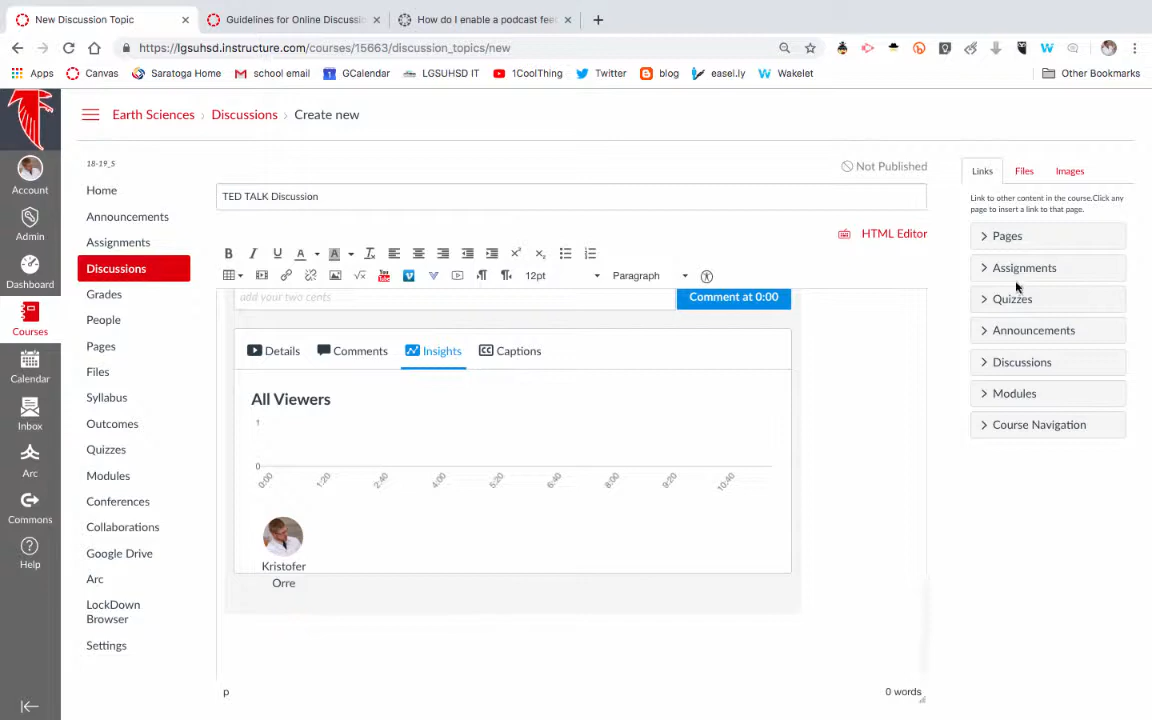 New Discussion Topic
Guidelines for Online Discussio
How do I enable a podcast fee
https://lgsuhsd.instructure.com/courses/15663/discussion_topics/new
Apps
Canvas
Saratoga Home
school email
GCalendar
LGSUHSD IT
1CoolThing
Twitter
blog
easel.ly
Wakelet
Other Bookmarks
Earth Sciences › Discussions › Create new
Account
Admin
Dashboard
Courses
Calendar
Inbox
Arc
Commons
Help
18-19_5
Home
Announcements
Assignments
Discussions
Grades
People
Pages
Files
Syllabus
Outcomes
Quizzes
Modules
Conferences
Collaborations
Google Drive
Arc
LockDown
Browser
Settings
Not Published
TED TALK Discussion
HTML Editor
12pt
Paragraph
add your two cents
Comment at 0:00
Details
Comments
Insights
CC Captions
All Viewers
1
0
0:00
1:20
2:40
4:00
5:20
6:40
8:00
9:20
10:40
Kristofer
Orre
p
0 words
Links
Files
Images
Link to other content in the course.Click any
page to insert a link to that page.
Pages
Assignments
Quizzes
Announcements
Discussions
Modules
Course Navigation